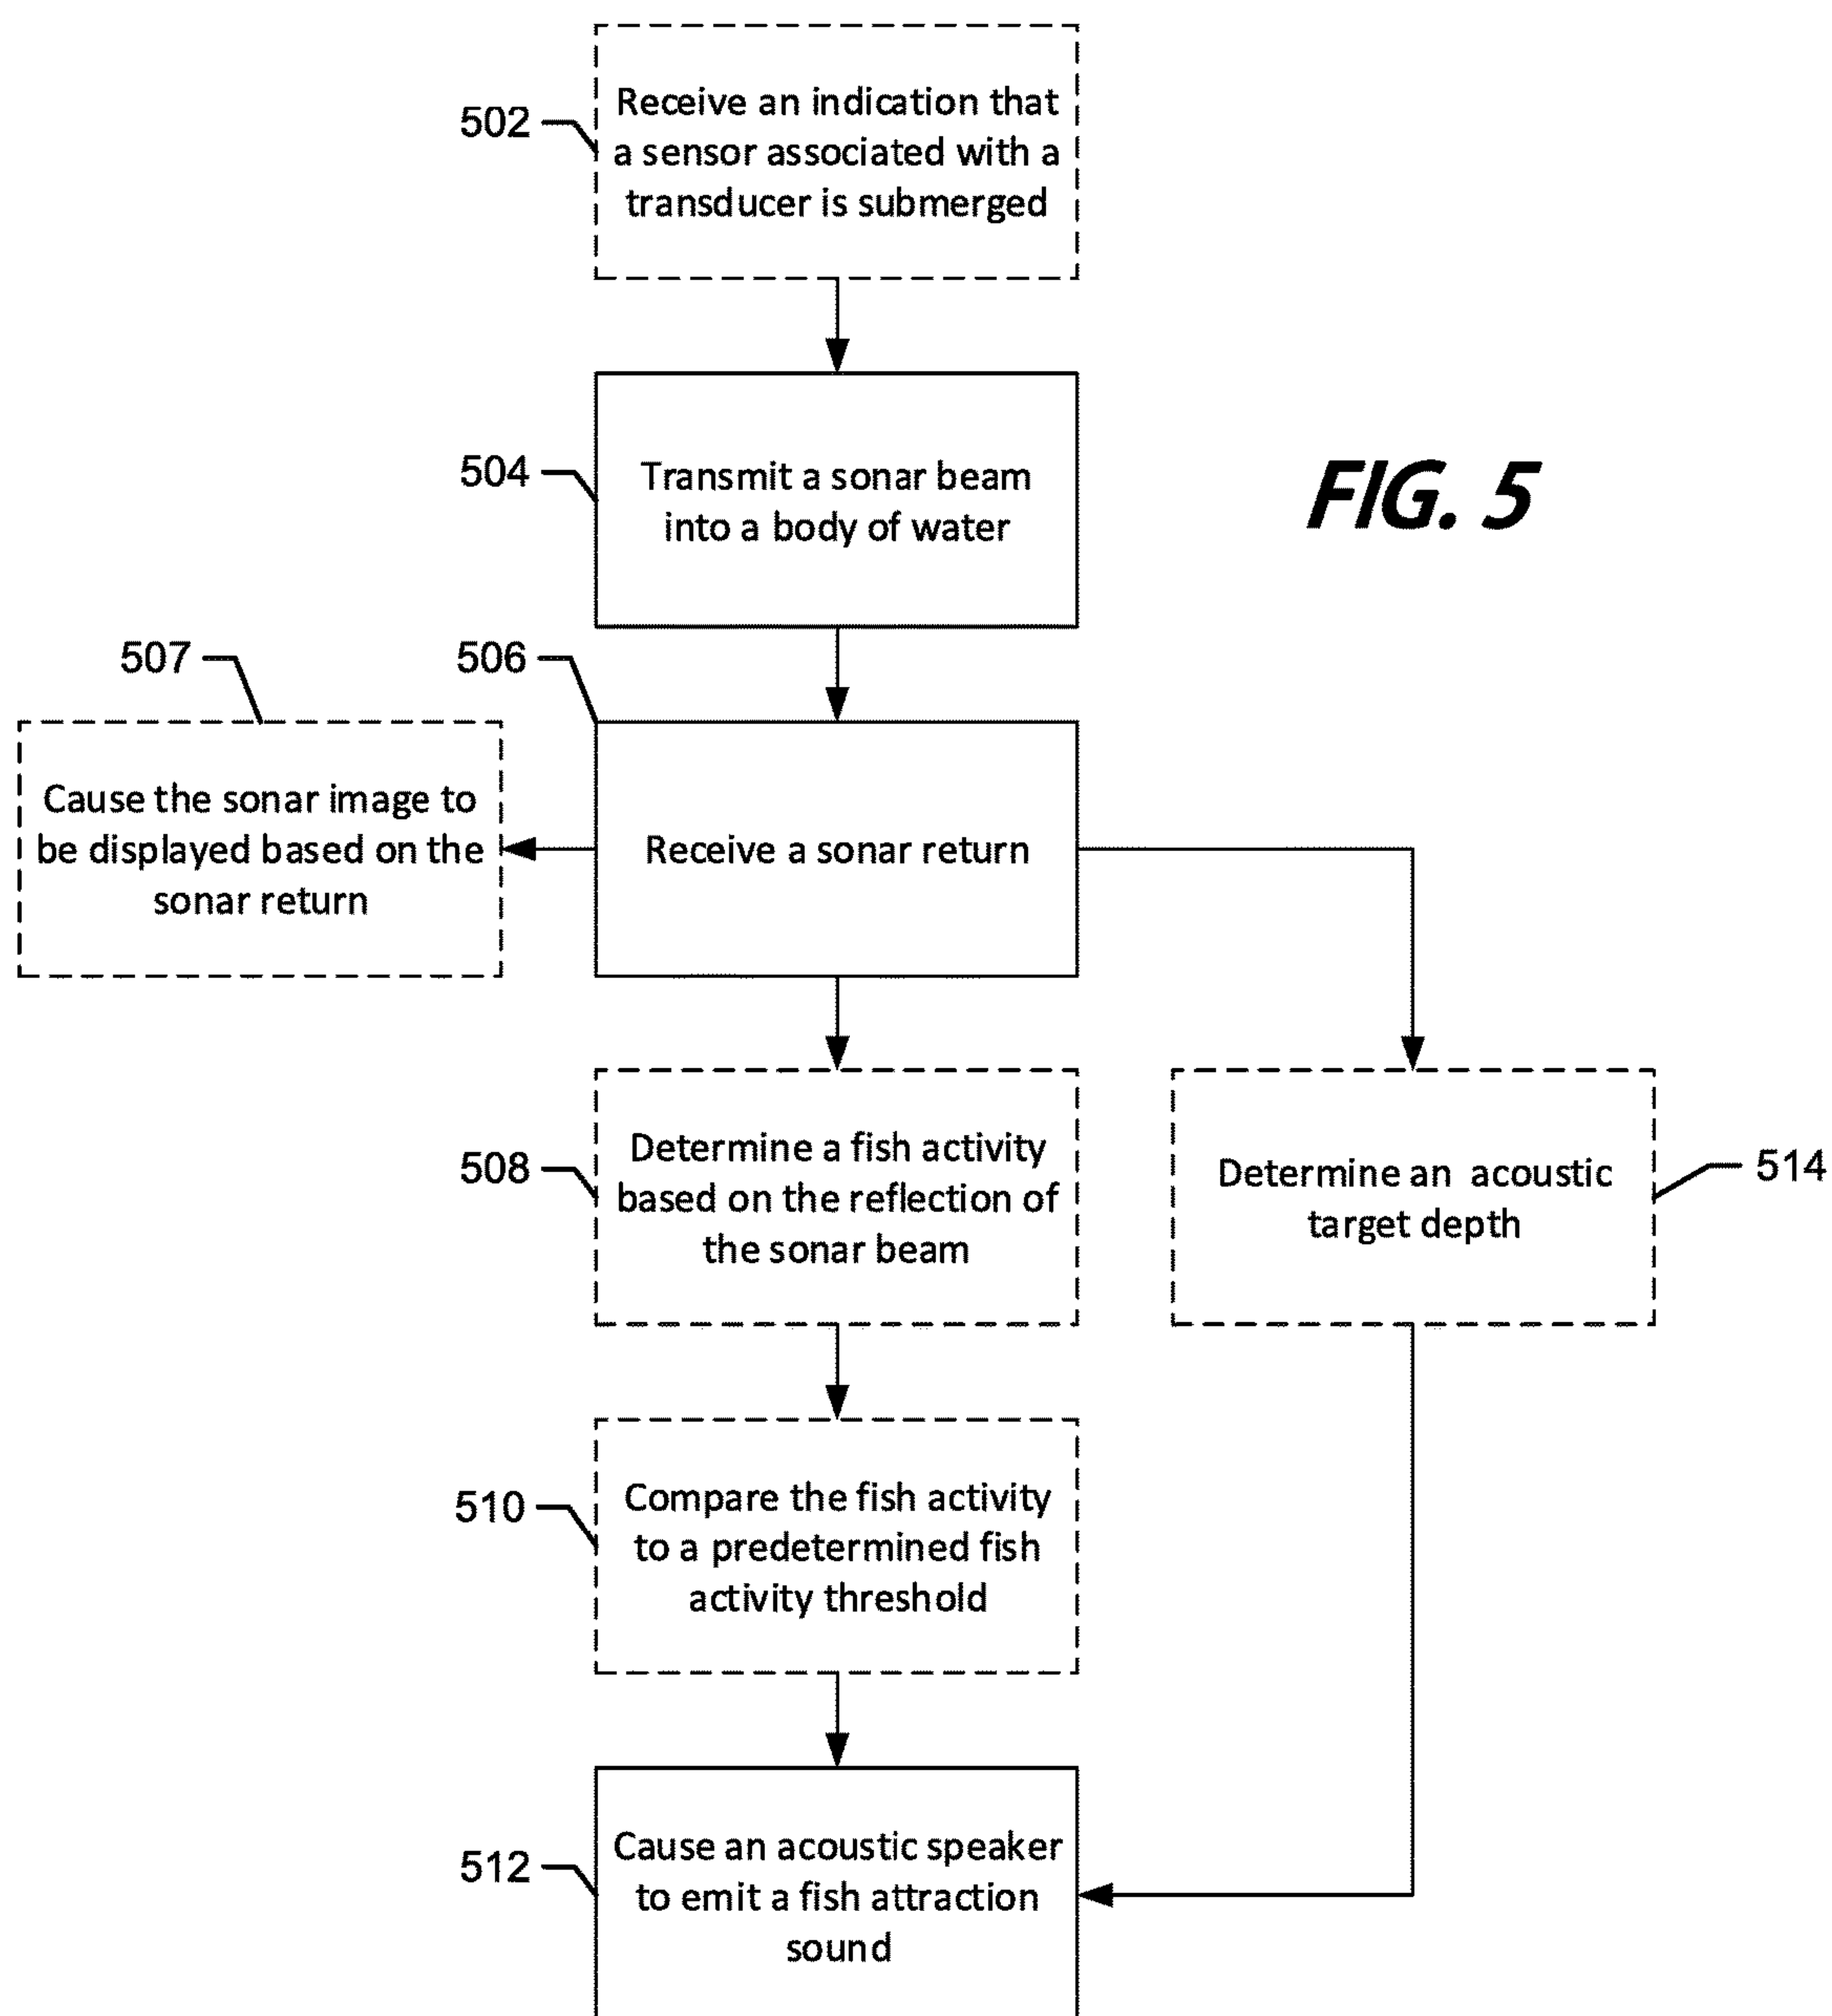 502
Receive an indication that
a sensor associated with a
transducer is submerged
504
Transmit a sonar beam
into a body of water
FIG. 5
507
506
Cause the sonar image to
be displayed based on the
sonar return
Receive a sonar return
508
Determine a fish activity
based on the reflection of
the sonar beam
Determine an acoustic
target depth
514
510
Compare the fish activity
to a predetermined fish
activity threshold
512
Cause an acoustic speaker
to emit a fish attraction
sound